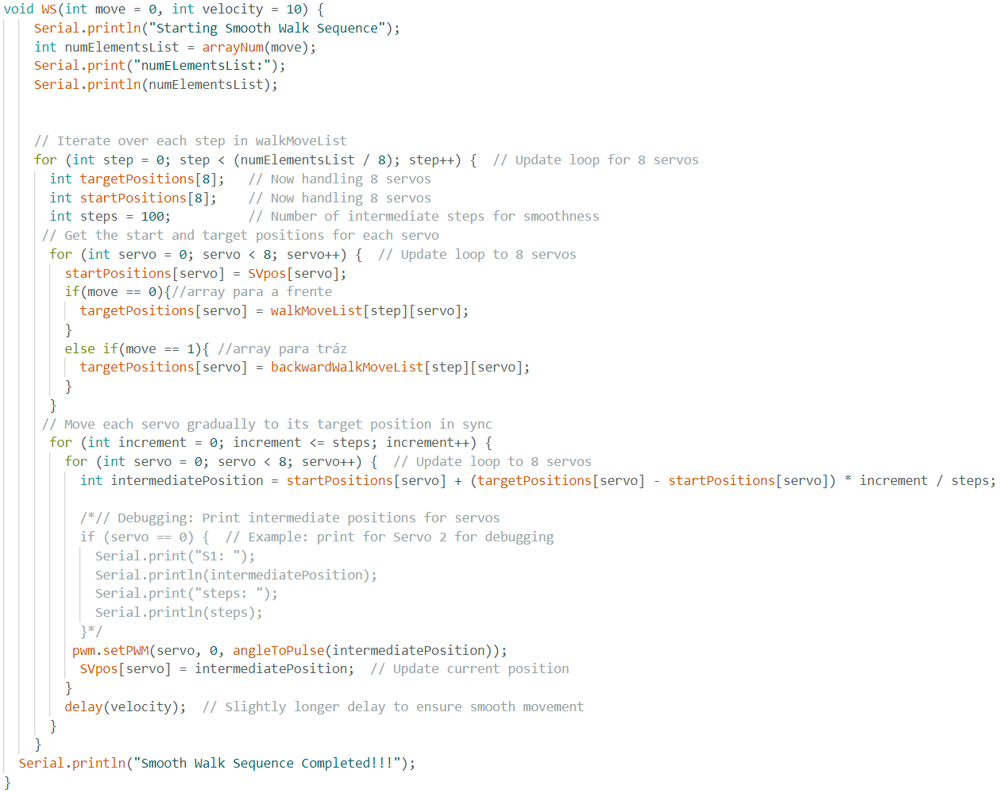 void WS(int move = 0, int velocity = 10) {
Serial.println("Starting Smooth Walk Sequence");
int numElementsList = arrayNum(move);
Serial.print("numELementsList:");
Serial.println(numElementsList);
// Iterate over each step in walkMoveList
for (int step = 0; step < (numElementsList / 8); step++) {  // Update loop for 8 servos
int targetPositions[8];   // Now handling 8 servos
int startPositions[8];    // Now handling 8 servos
int steps = 100;          // Number of intermediate steps for smoothness
// Get the start and target positions for each servo
for (int servo = 0; servo < 8; servo++) {  // Update loop to 8 servos
startPositions[servo] = SVpos[servo];
if(move == 0){//array para a frente
targetPositions[servo] = walkMoveList[step][servo];
}
else if(move == 1){ //array para tráz
targetPositions[servo] = backwardWalkMoveList[step][servo];
}
}
// Move each servo gradually to its target position in sync
for (int increment = 0; increment <= steps; increment++) {
for (int servo = 0; servo < 8; servo++) {  // Update loop to 8 servos
int intermediatePosition = startPositions[servo] + (targetPositions[servo] - startPositions[servo]) * increment / steps;
/*// Debugging: Print intermediate positions for servos
if (servo == 0) {  // Example: print for Servo 2 for debugging
Serial.print("S1: ");
Serial.println(intermediatePosition);
Serial.print("steps: ");
Serial.println(steps);
}*/
pwm.setPWM(servo, 0, angleToPulse(intermediatePosition));
SVpos[servo] = intermediatePosition;  // Update current position
}
delay(velocity);  // Slightly longer delay to ensure smooth movement
}
}
Serial.println("Smooth Walk Sequence Completed!!!");
}